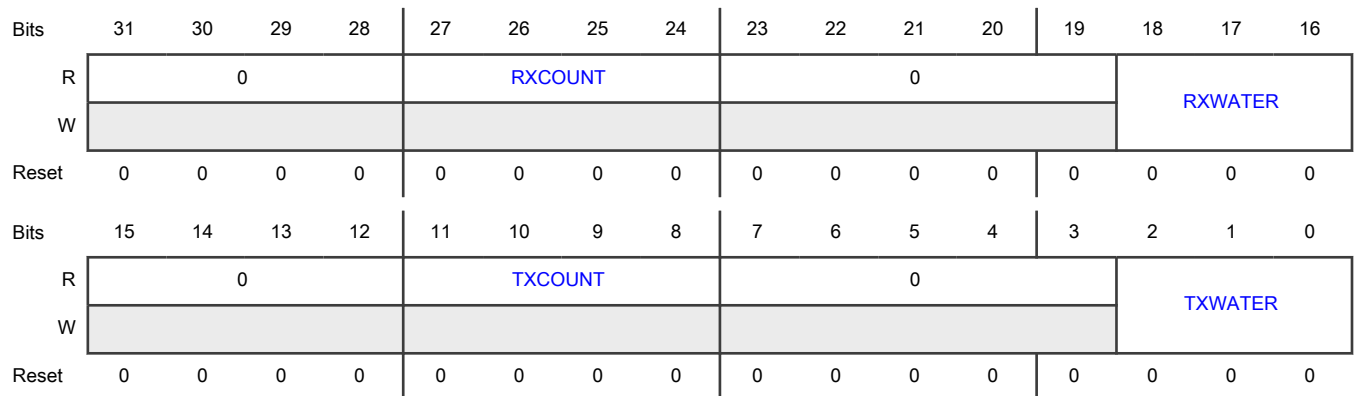 Bits 31 30 29 28 27 26 25 24 23 22 21 20 19 18 17 16
R 0 RXCOUNT 0 RXWATER
W
Reset 0 0 0 0 0 0 0 0 0 0 0 0 0 0 0 0
Bits 15 14 13 12 11 10 9 8 7 6 5 4 3 2 1 0
R 0 TXCOUNT 0 TXWATER
W
Reset 0 0 0 0 0 0 0 0 0 0 0 0 0 0 0 0